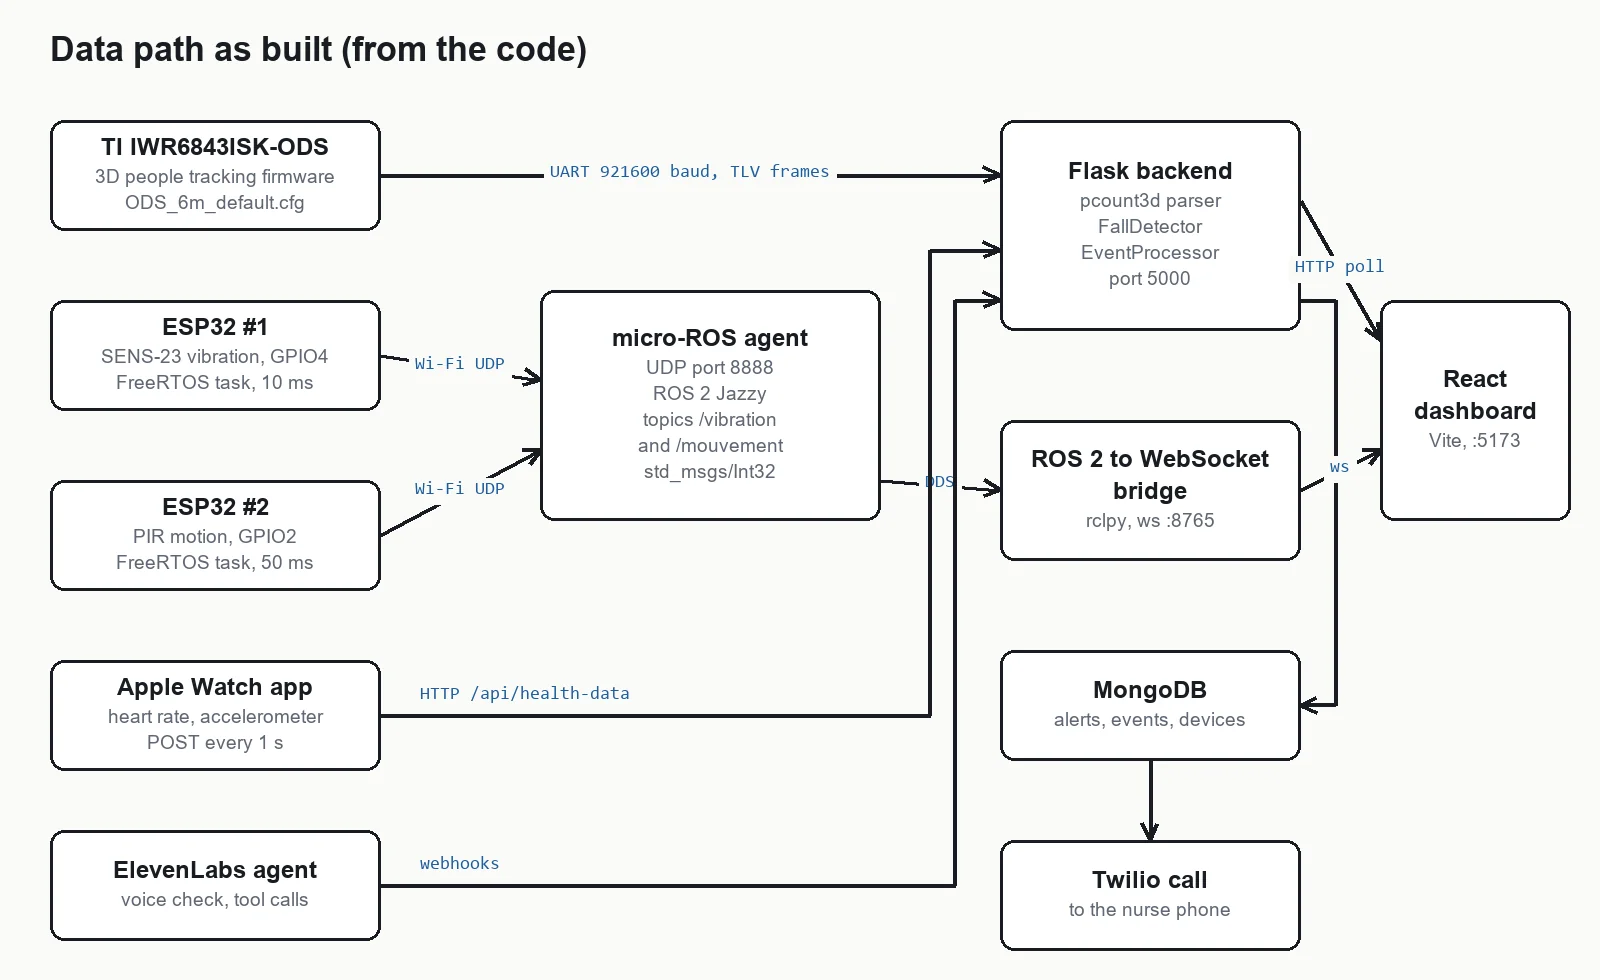 Data path as built (from the code)
TI IWR6843ISK-ODS
3D people tracking firmware
ODS_6m_default.cfg
UART 921600 baud, TLV frames
Flask backend
pcount3d parser
FallDetector
EventProcessor
port 5000
HTTP poll
ESP32 #1
SENS-23 vibration, GPIO4
FreeRTOS task, 10 ms
Wi-Fi UDP
micro-ROS agent
UDP port 8888
ROS 2 Jazzy
topics /vibration
and /mouvement
std_msgs/Int32
ESP32 #2
PIR motion, GPIO2
FreeRTOS task, 50 ms
Wi-Fi UDP
DDS
ROS 2 to WebSocket
bridge
rclpy, ws :8765
ws
React
dashboard
Vite, :5173
Apple Watch app
heart rate, accelerometer
POST every 1 s
HTTP /api/health-data
MongoDB
alerts, events, devices
ElevenLabs agent
voice check, tool calls
webhooks
Twilio call
to the nurse phone